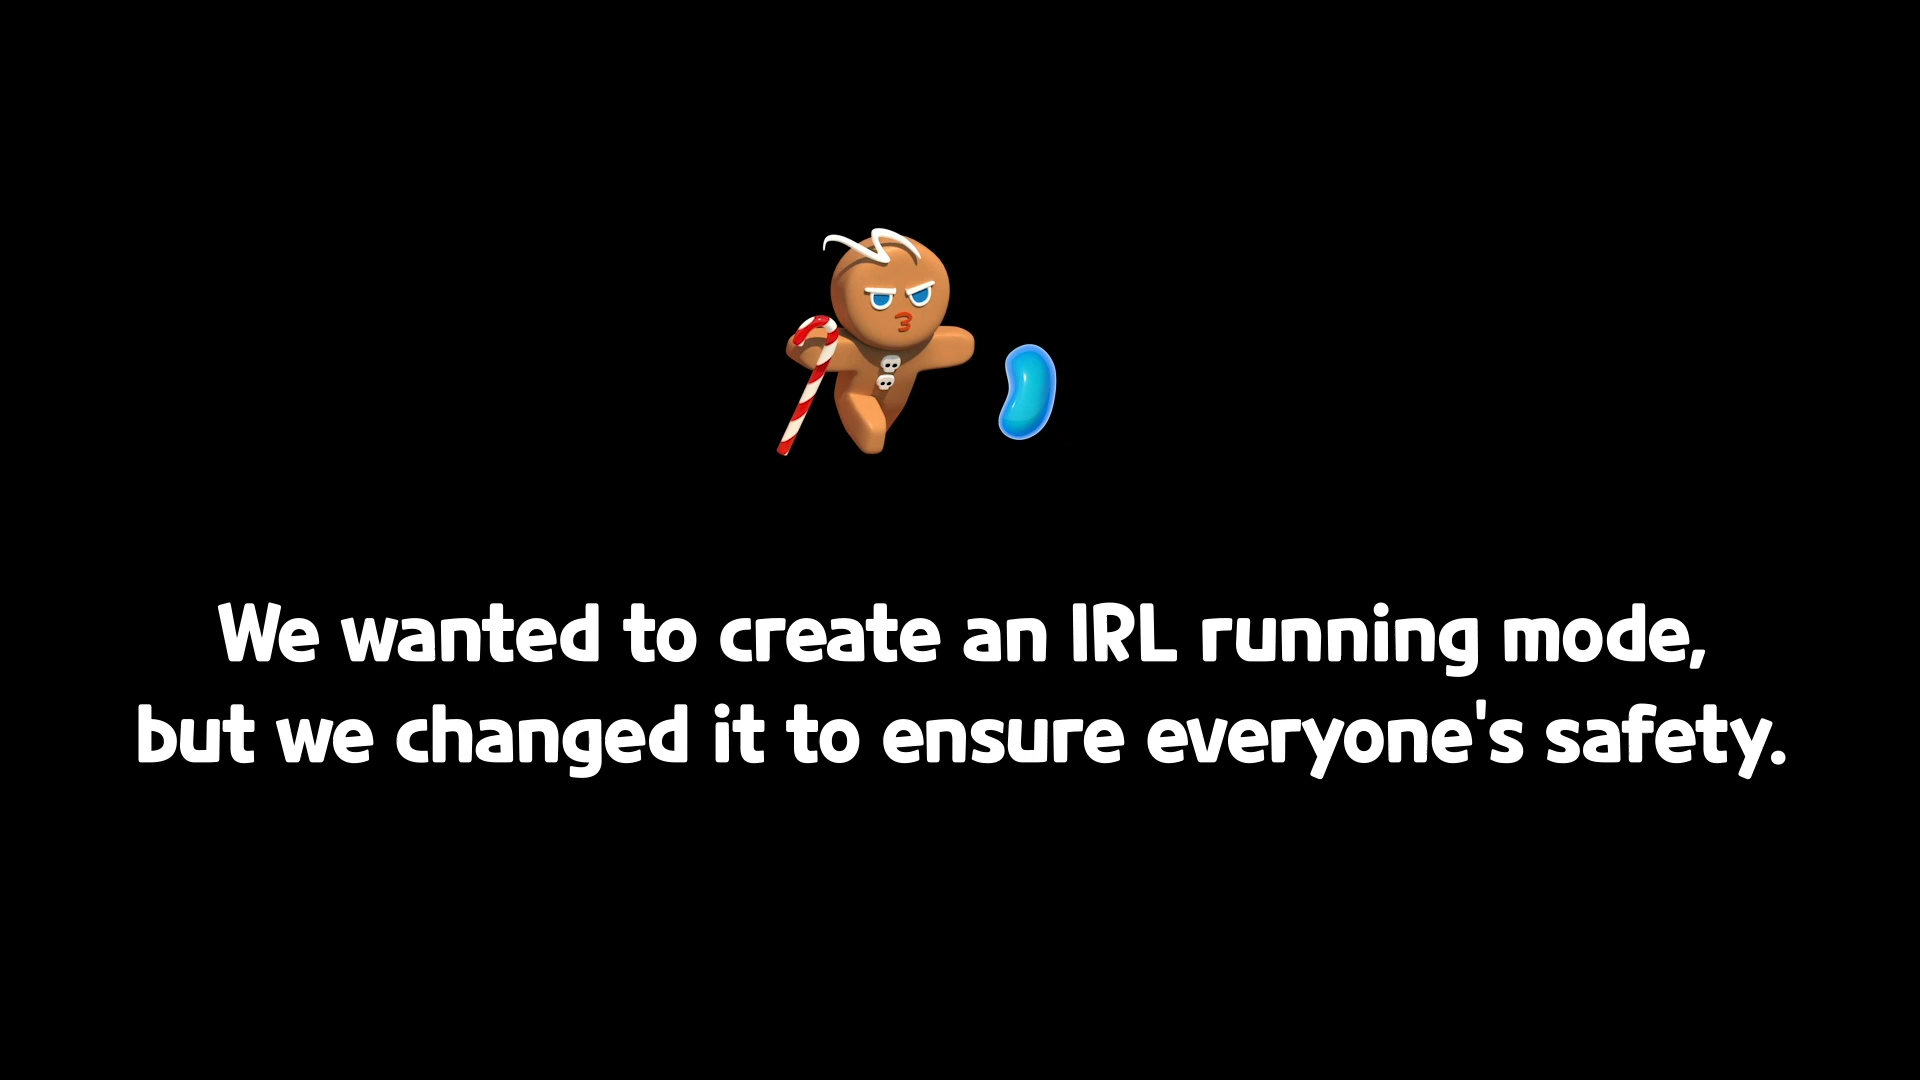 We wanted to create an IRL running mode,
but we changed it to ensure everyone's safety.